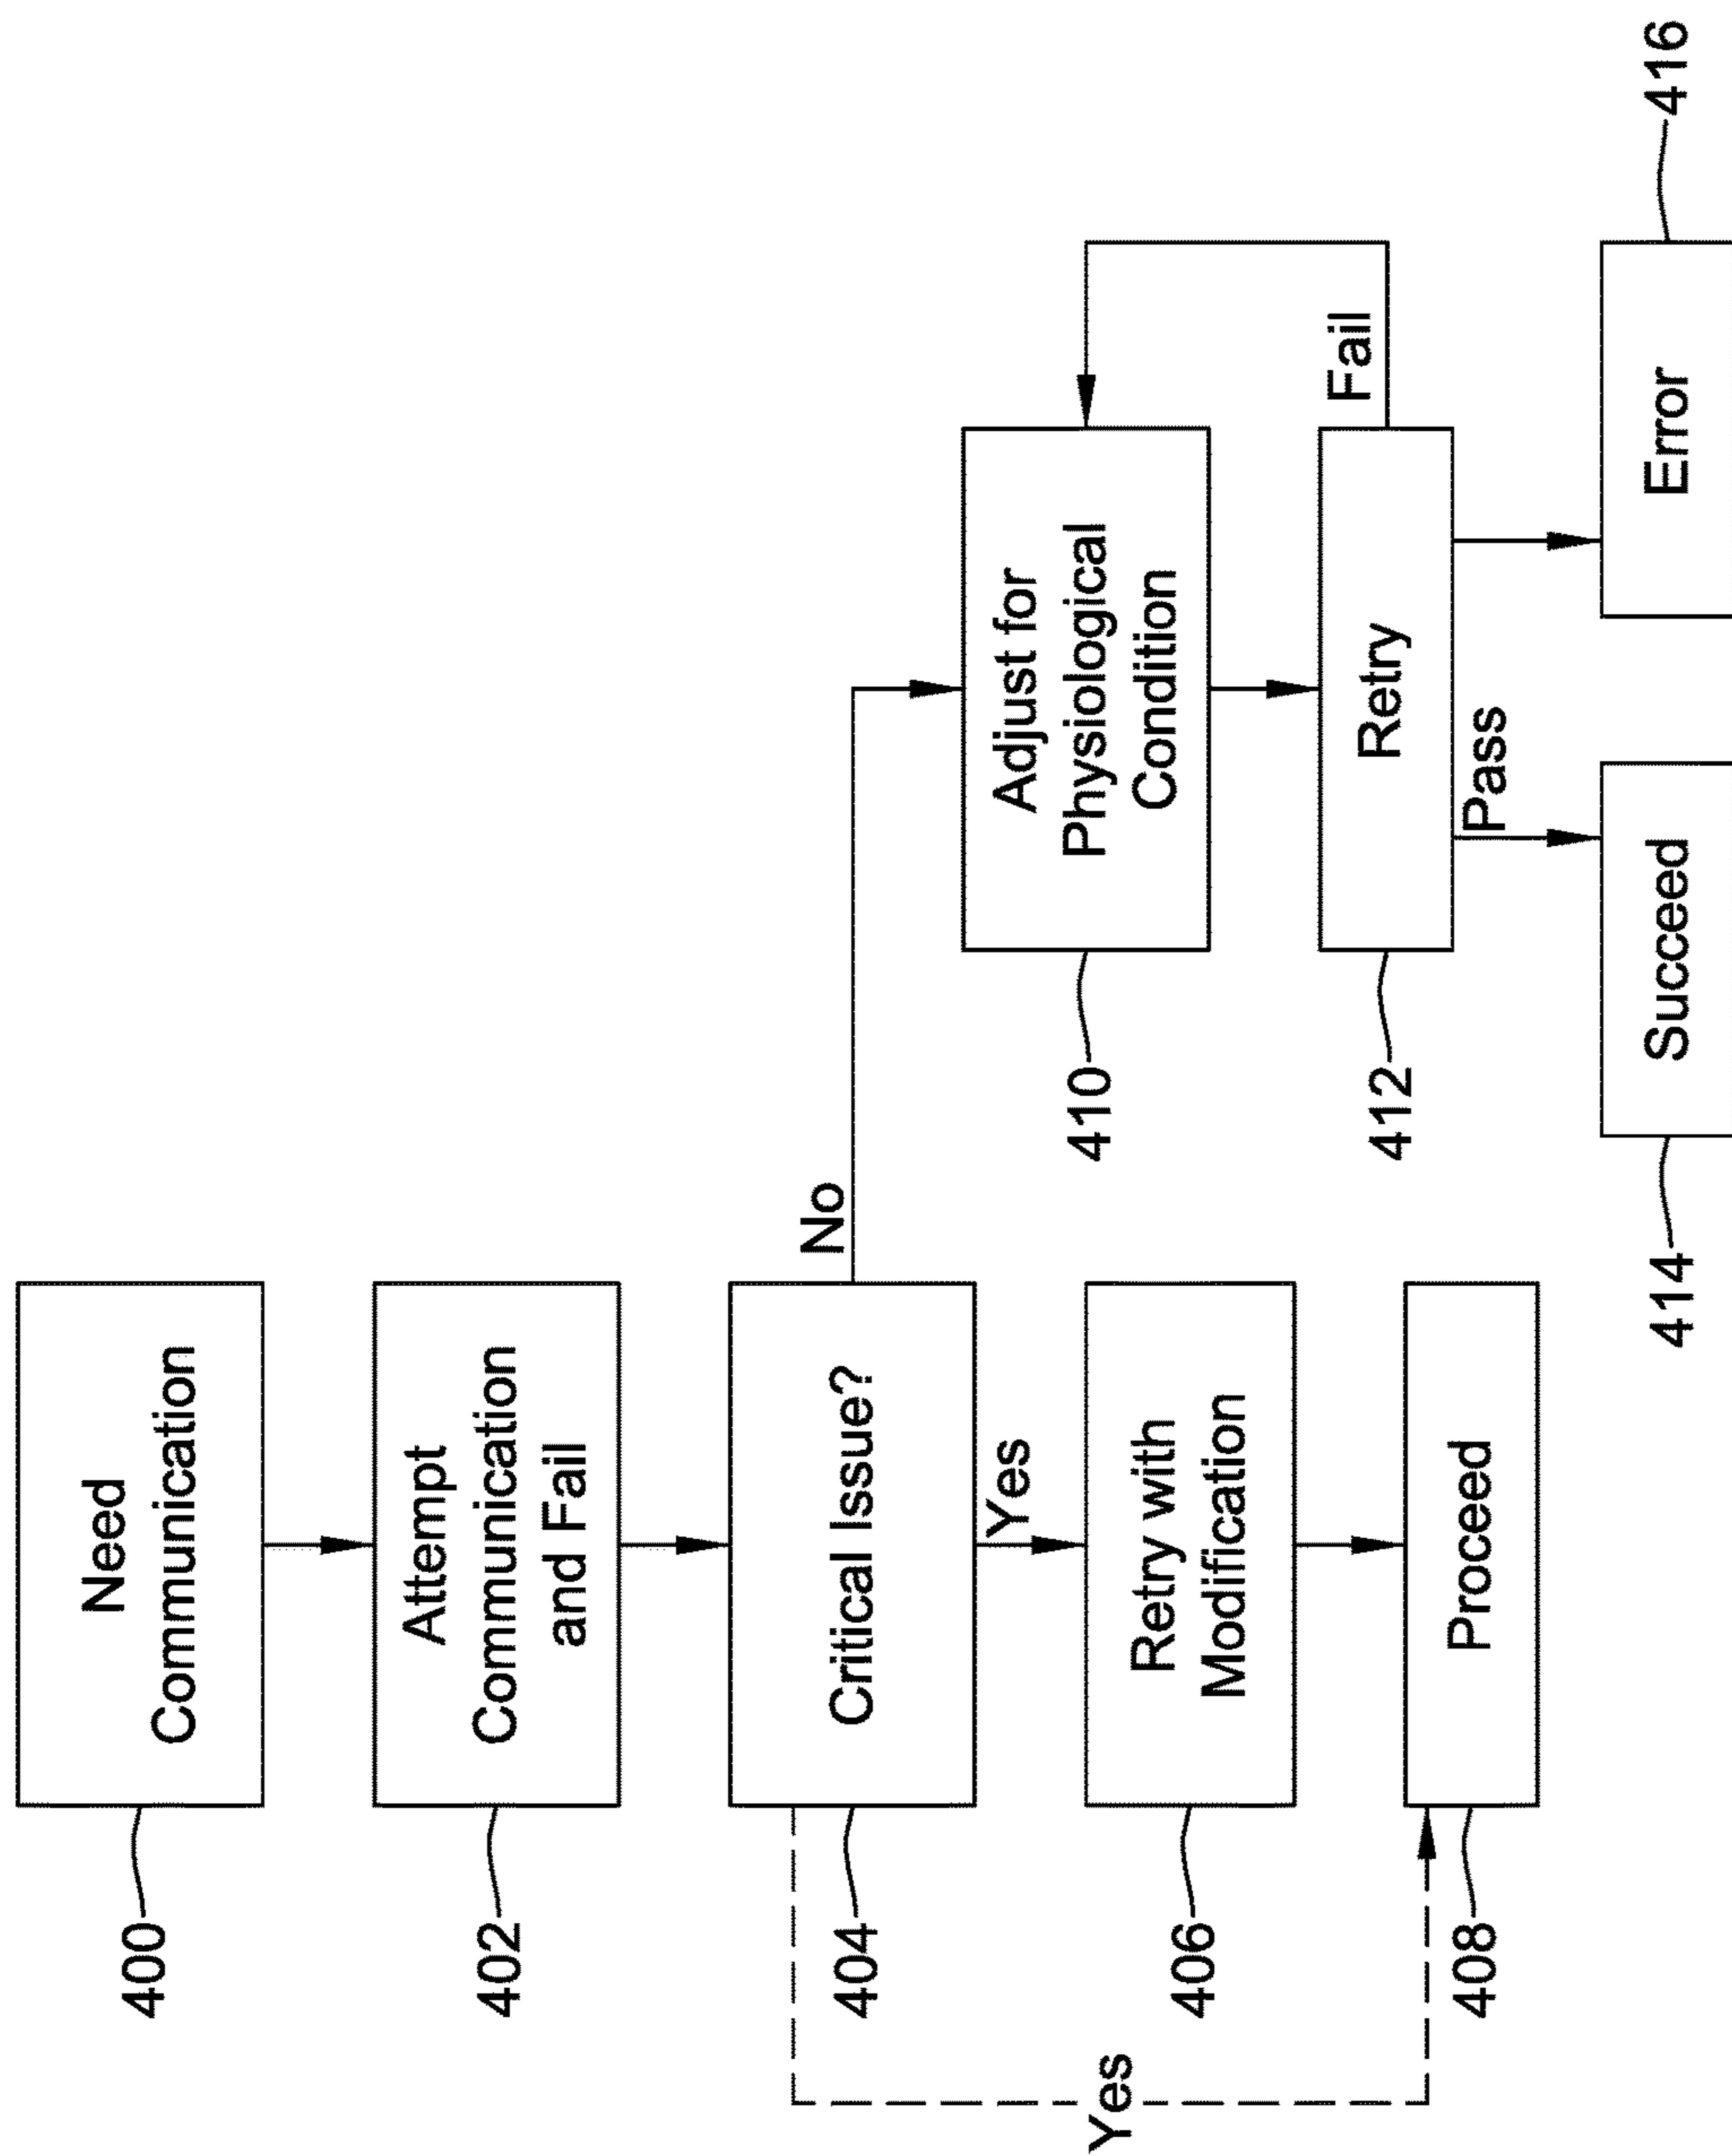 400
Need
Communication
402
Attempt
Communication
and Fail
404
Critical Issue?
No
Yes
Yes
406
Retry with
Modification
408
Proceed
410
Adjust for
Physiological
Condition
412
Retry
Fail
Pass
414
Succeed
Error
416